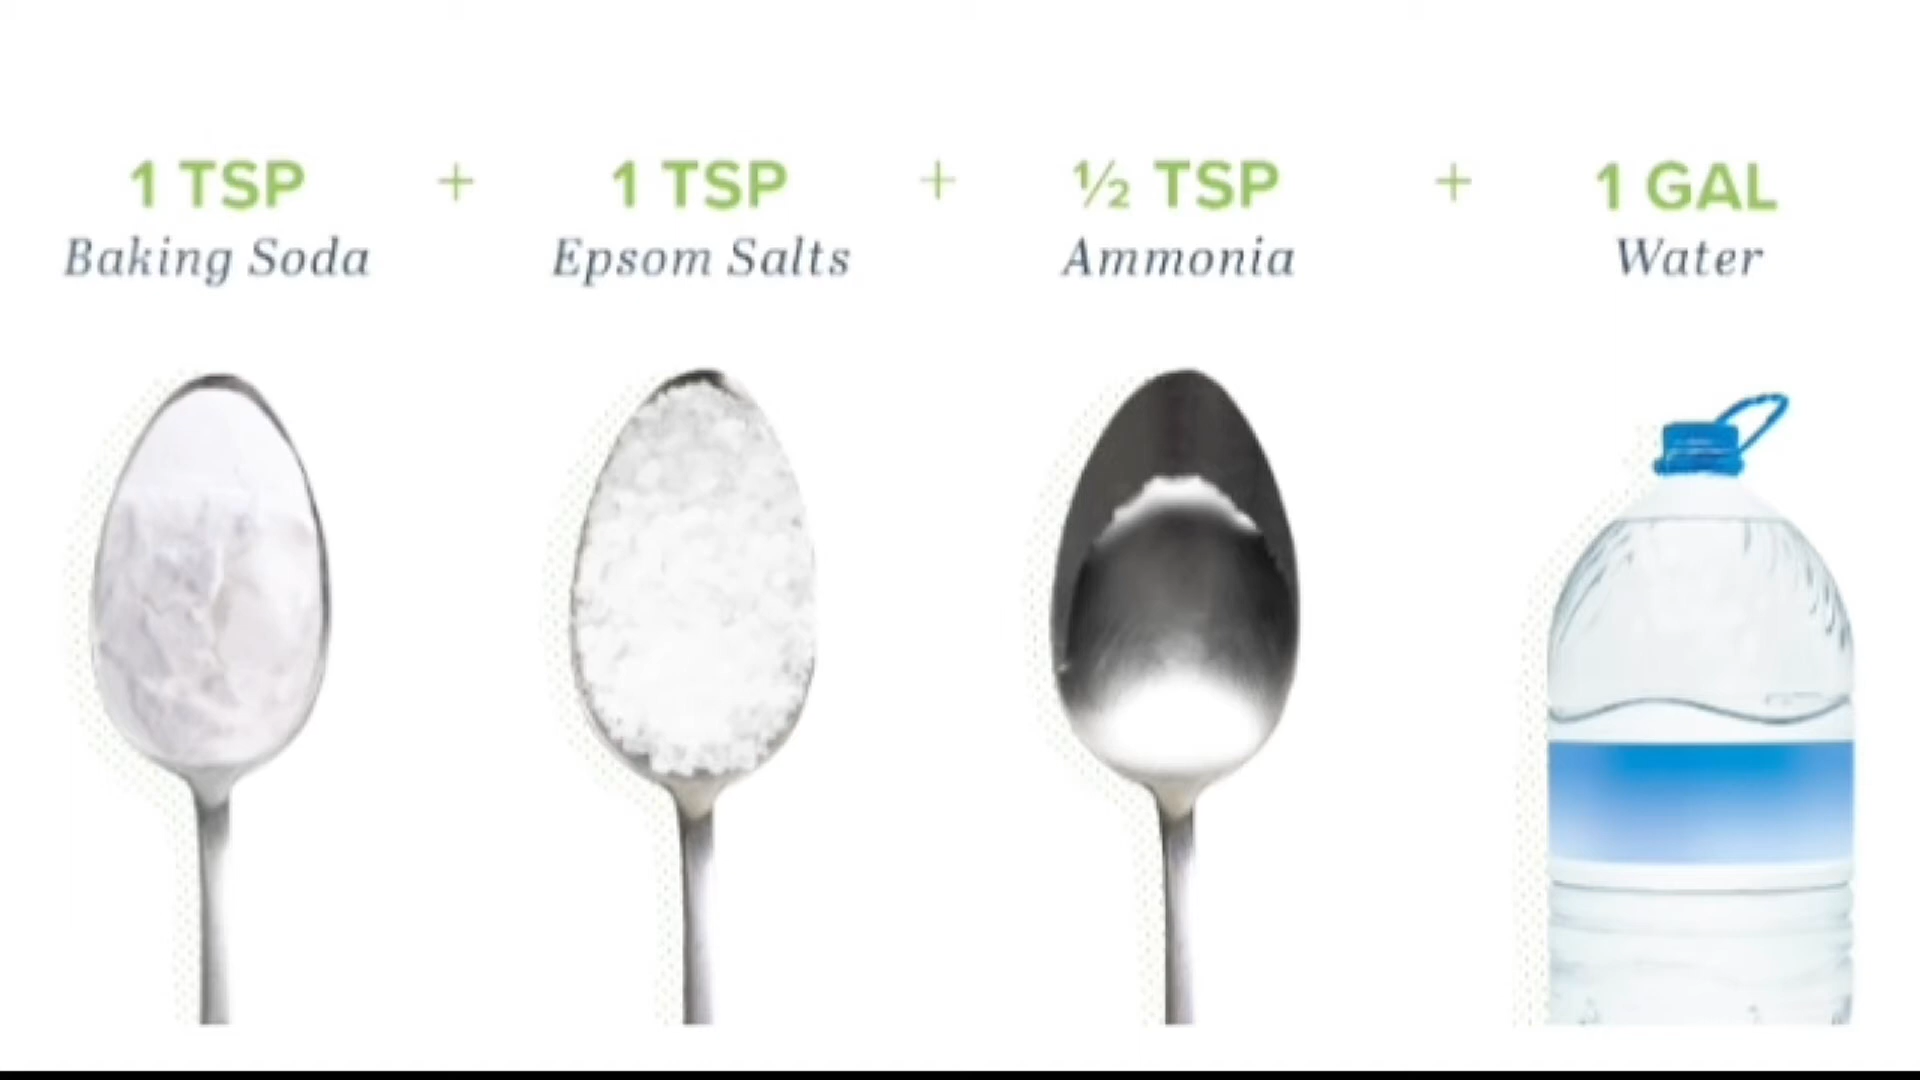 1 TSP + 1 TSP + ½ TSP + 1 GAL
Baking Soda Epsom Salts Ammonia Water